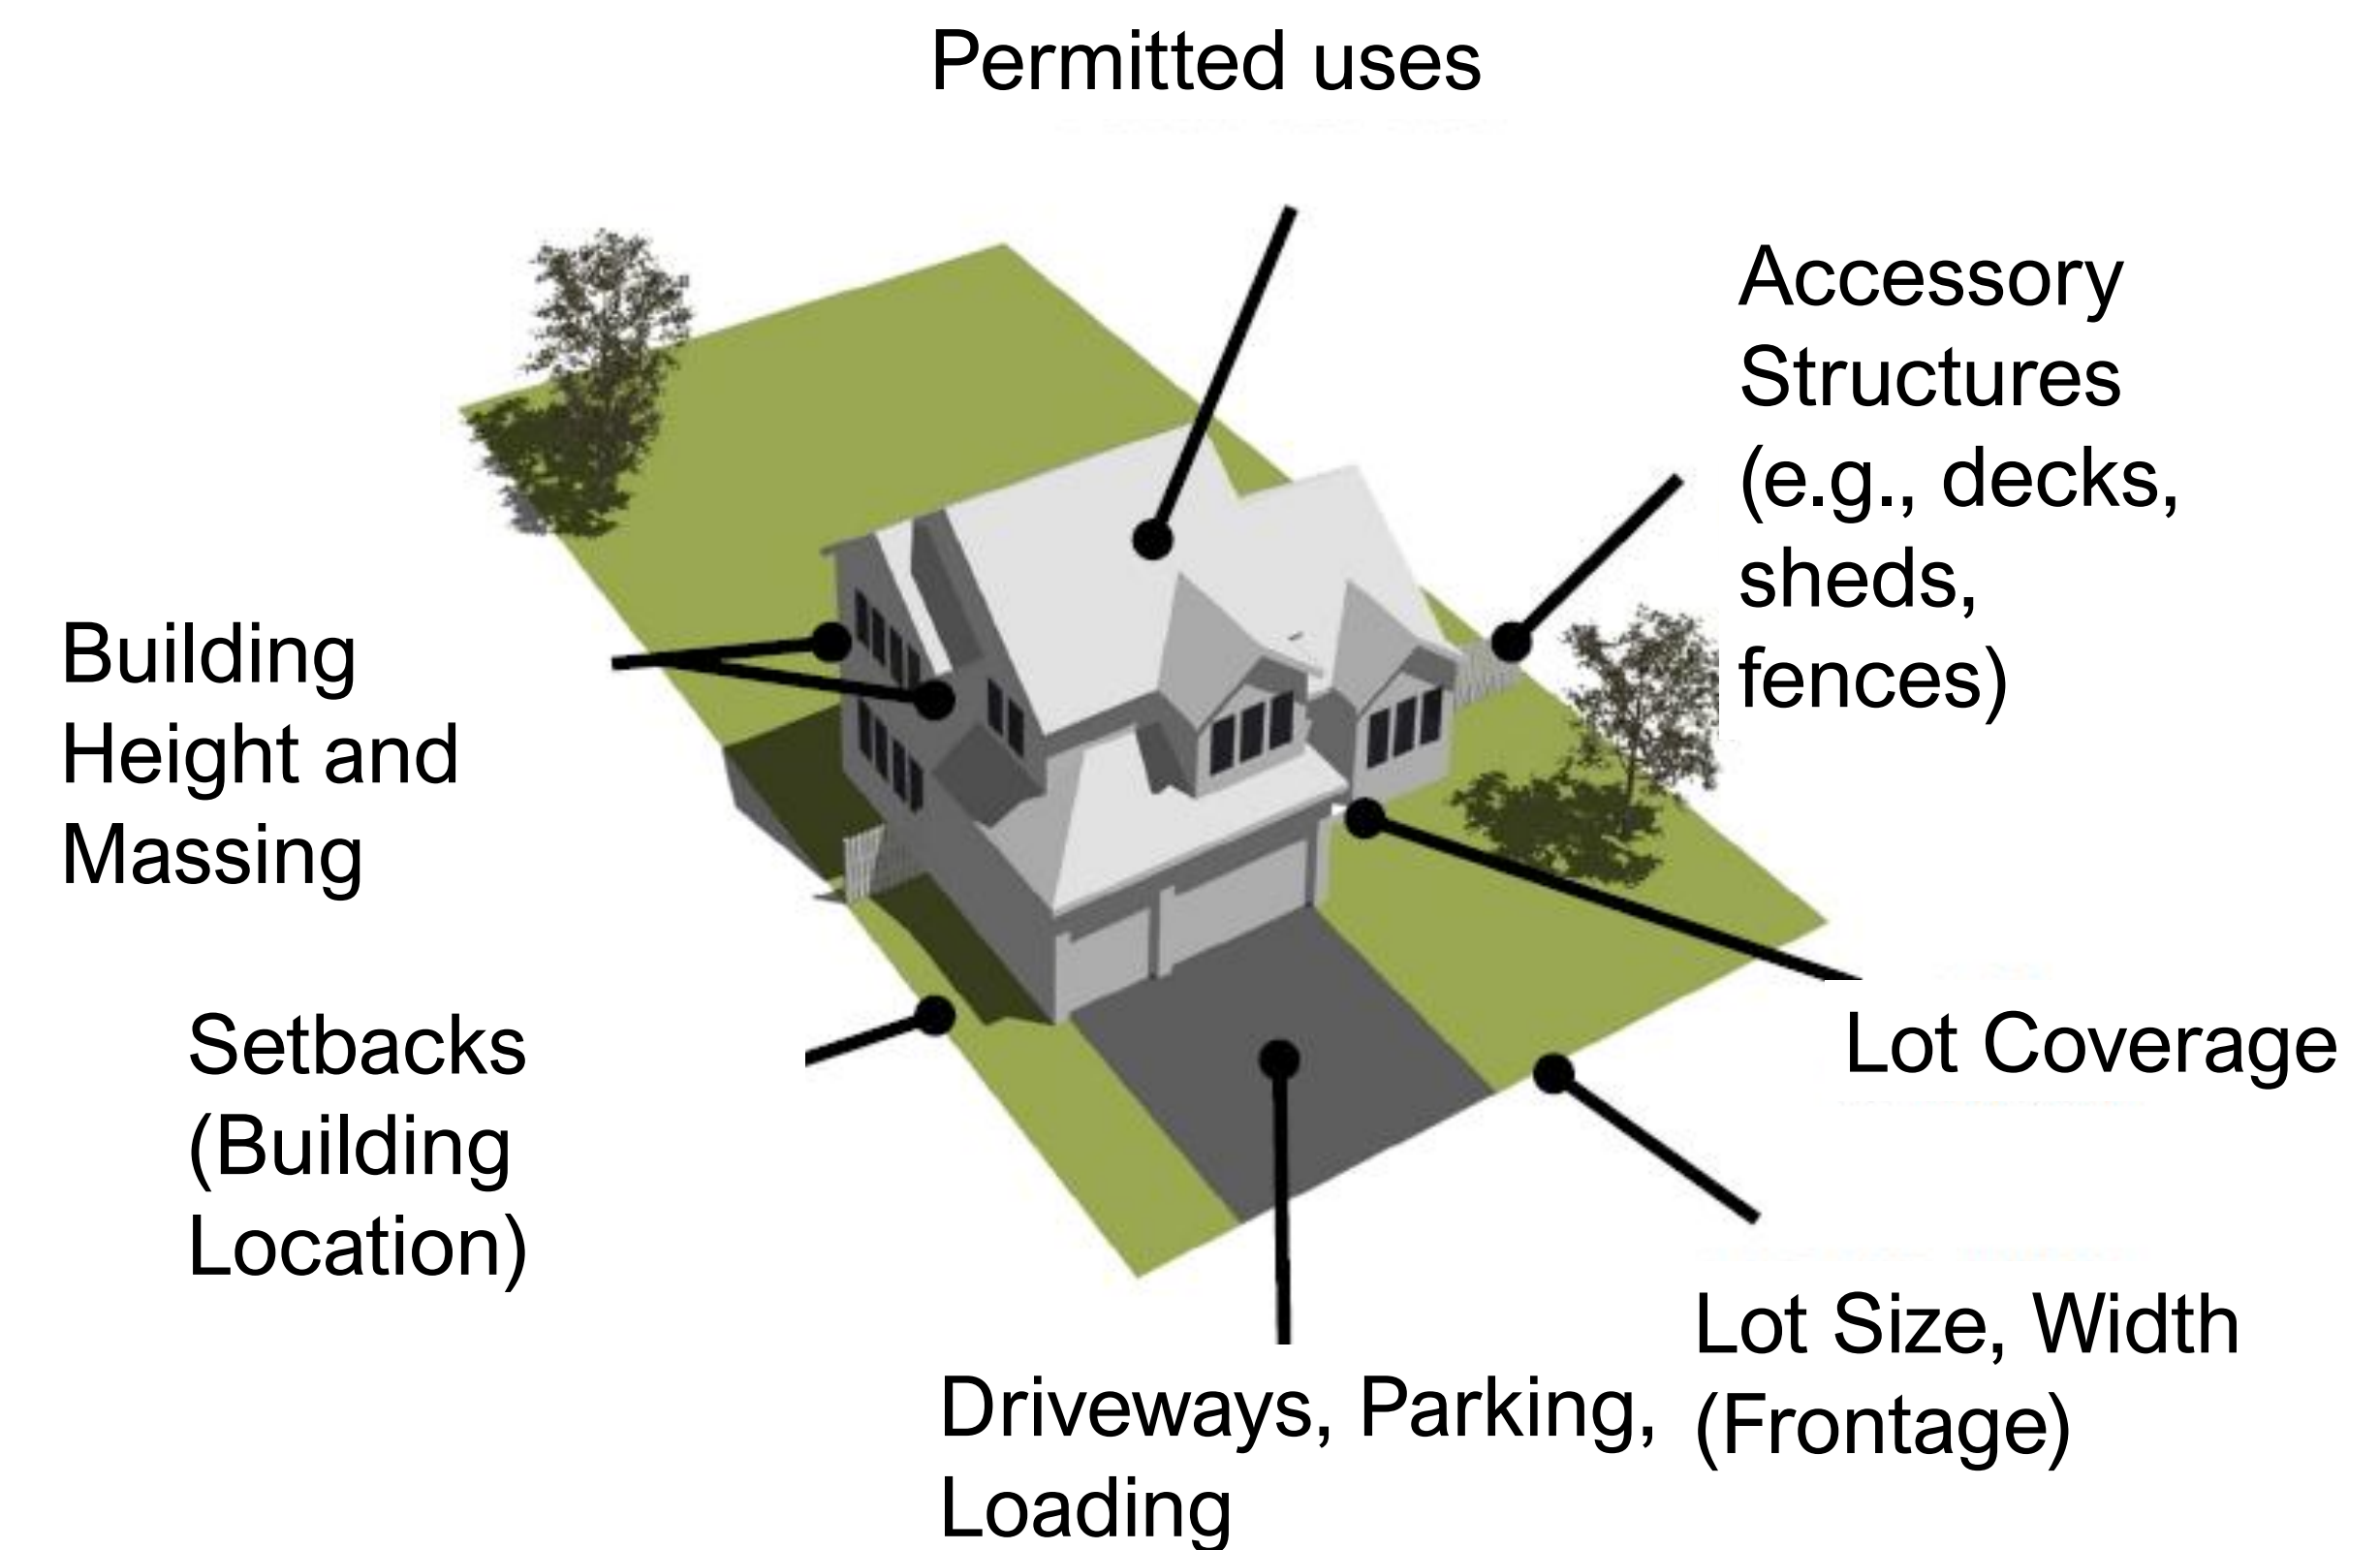 Permitted uses
Accessory
Structures
(e.g., decks,
sheds,
fences)
Building
Height and
Massing
Setbacks
(Building
Location)
Lot Coverage
Lot Size, Width
(Frontage)
Driveways, Parking,
Loading